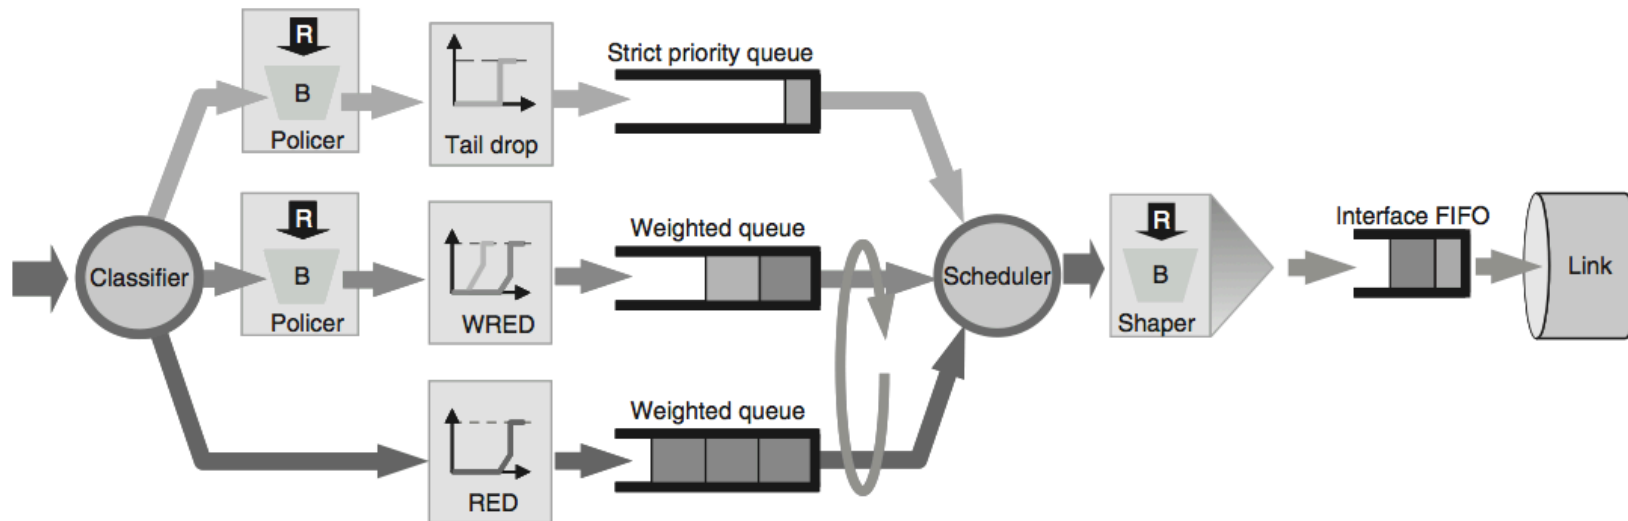 R
B
Policer
Tail drop
Strict priority queue
Classifier
R
B
Policer
WRED
Weighted queue
Scheduler
R
B
Shaper
Interface FIFO
Link
RED
Weighted queue